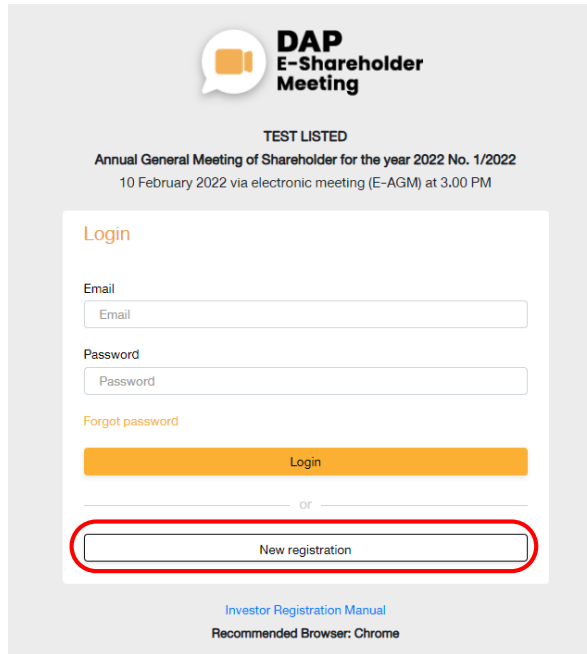 DAP
E-Shareholder
Meeting
TEST LISTED
Annual General Meeting of Shareholder for the year 2022 No. 1/2022
10 February 2022 via electronic meeting (E-AGM) at 3.00 PM
Login
Email
Email
Password
Password
Forgot password
Login
or
New registration
Investor Registration Manual
Recommended Browser: Chrome